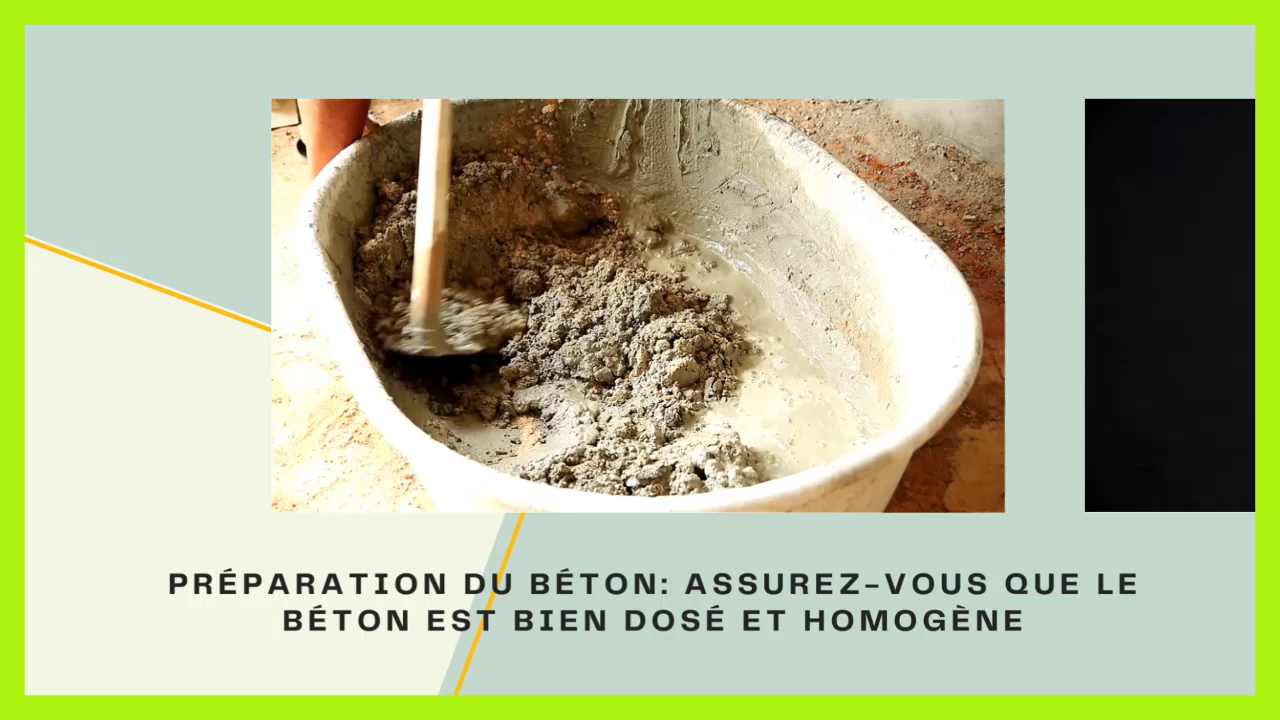 PRÉPARATION DU BÉTON: ASSUREZ-VOUS QUE LE
BÉTON EST BIEN DOSÉ ET HOMOGÈNE